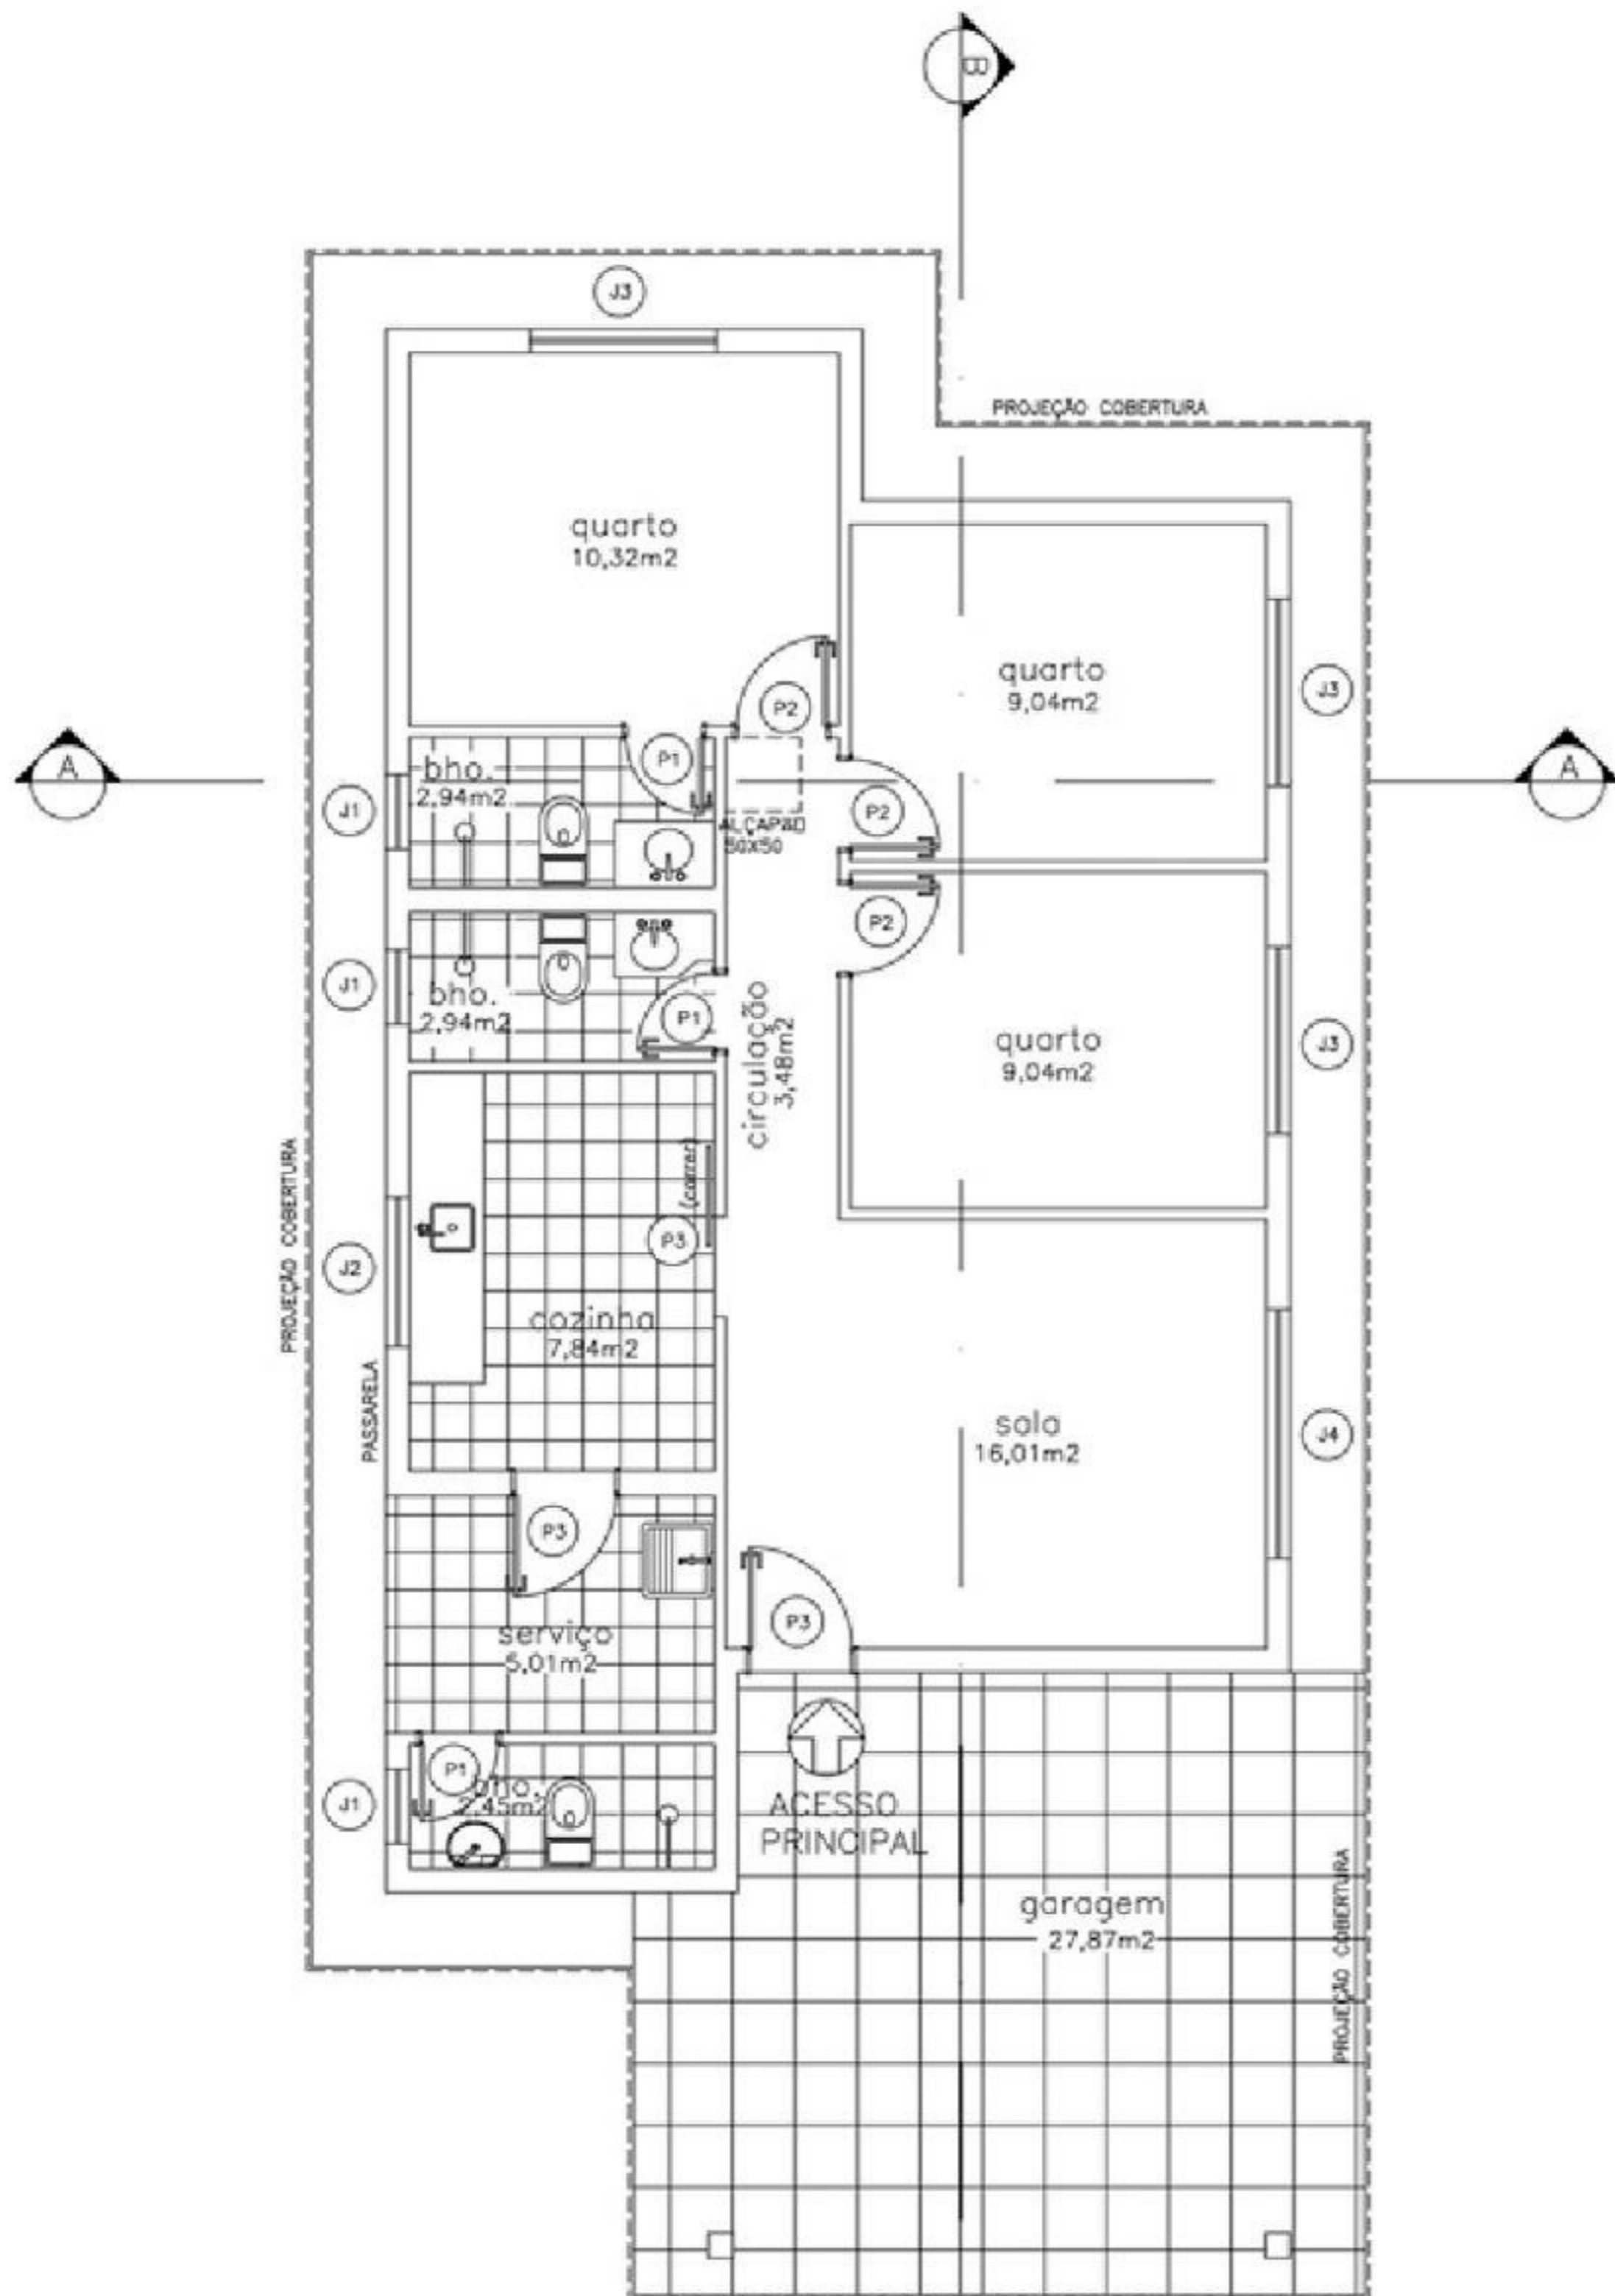 B
J3
PROJEÇÃO COBERTURA
quarto
10,32m2
quarto
9,04m2
J3
P2
A
A
bho.
2,94m2
P1
J1
P2
ALÇAPÃO
50X50
P2
J1
bho.
2,94m2
P1
circulação
3,48m2
quarto
9,04m2
J3
PROJEÇÃO COBERTURA
(correr)
P3
J2
cozinha
7,84m2
PASSARELA
sala
16,01m2
J4
P3
serviço
5,01m2
P3
P1
bho.
2,45m2
J1
ACESSO
PRINCIPAL
garagem
27,87m2
PROJEÇÃO COBERTURA